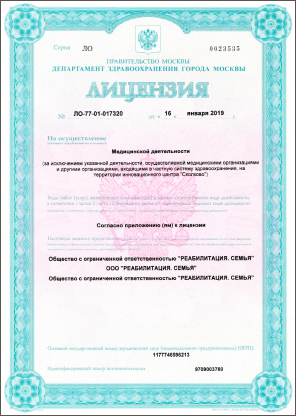 Серия ЛО 0023535
ПРАВИТЕЛЬСТВО МОСКВЫ
ДЕПАРТАМЕНТ ЗДРАВООХРАНЕНИЯ ГОРОДА МОСКВЫ
ЛИЦЕНЗИЯ
№ ЛО-77-01-017320 от « 16 » января 2019 г.
На осуществление
Медицинской деятельности
(за исключением указанной деятельности, осуществляемой медицинскими организациями
и другими организациями, входящими в частную систему здравоохранения, на
территории инновационного центра "Сколково")
Согласно приложению (ям) к лицензии
Общество с ограниченной ответственностью "РЕАБИЛИТАЦИЯ. СЕМЬЯ"
ООО "РЕАБИЛИТАЦИЯ. СЕМЬЯ"
Общество с ограниченной ответственностью "РЕАБИЛИТАЦИЯ. СЕМЬЯ"
Основной государственный регистрационный номер юридического лица (индивидуального предпринимателя) (ОГРН)
1177746596213
Идентификационный номер налогоплательщика 9709003760